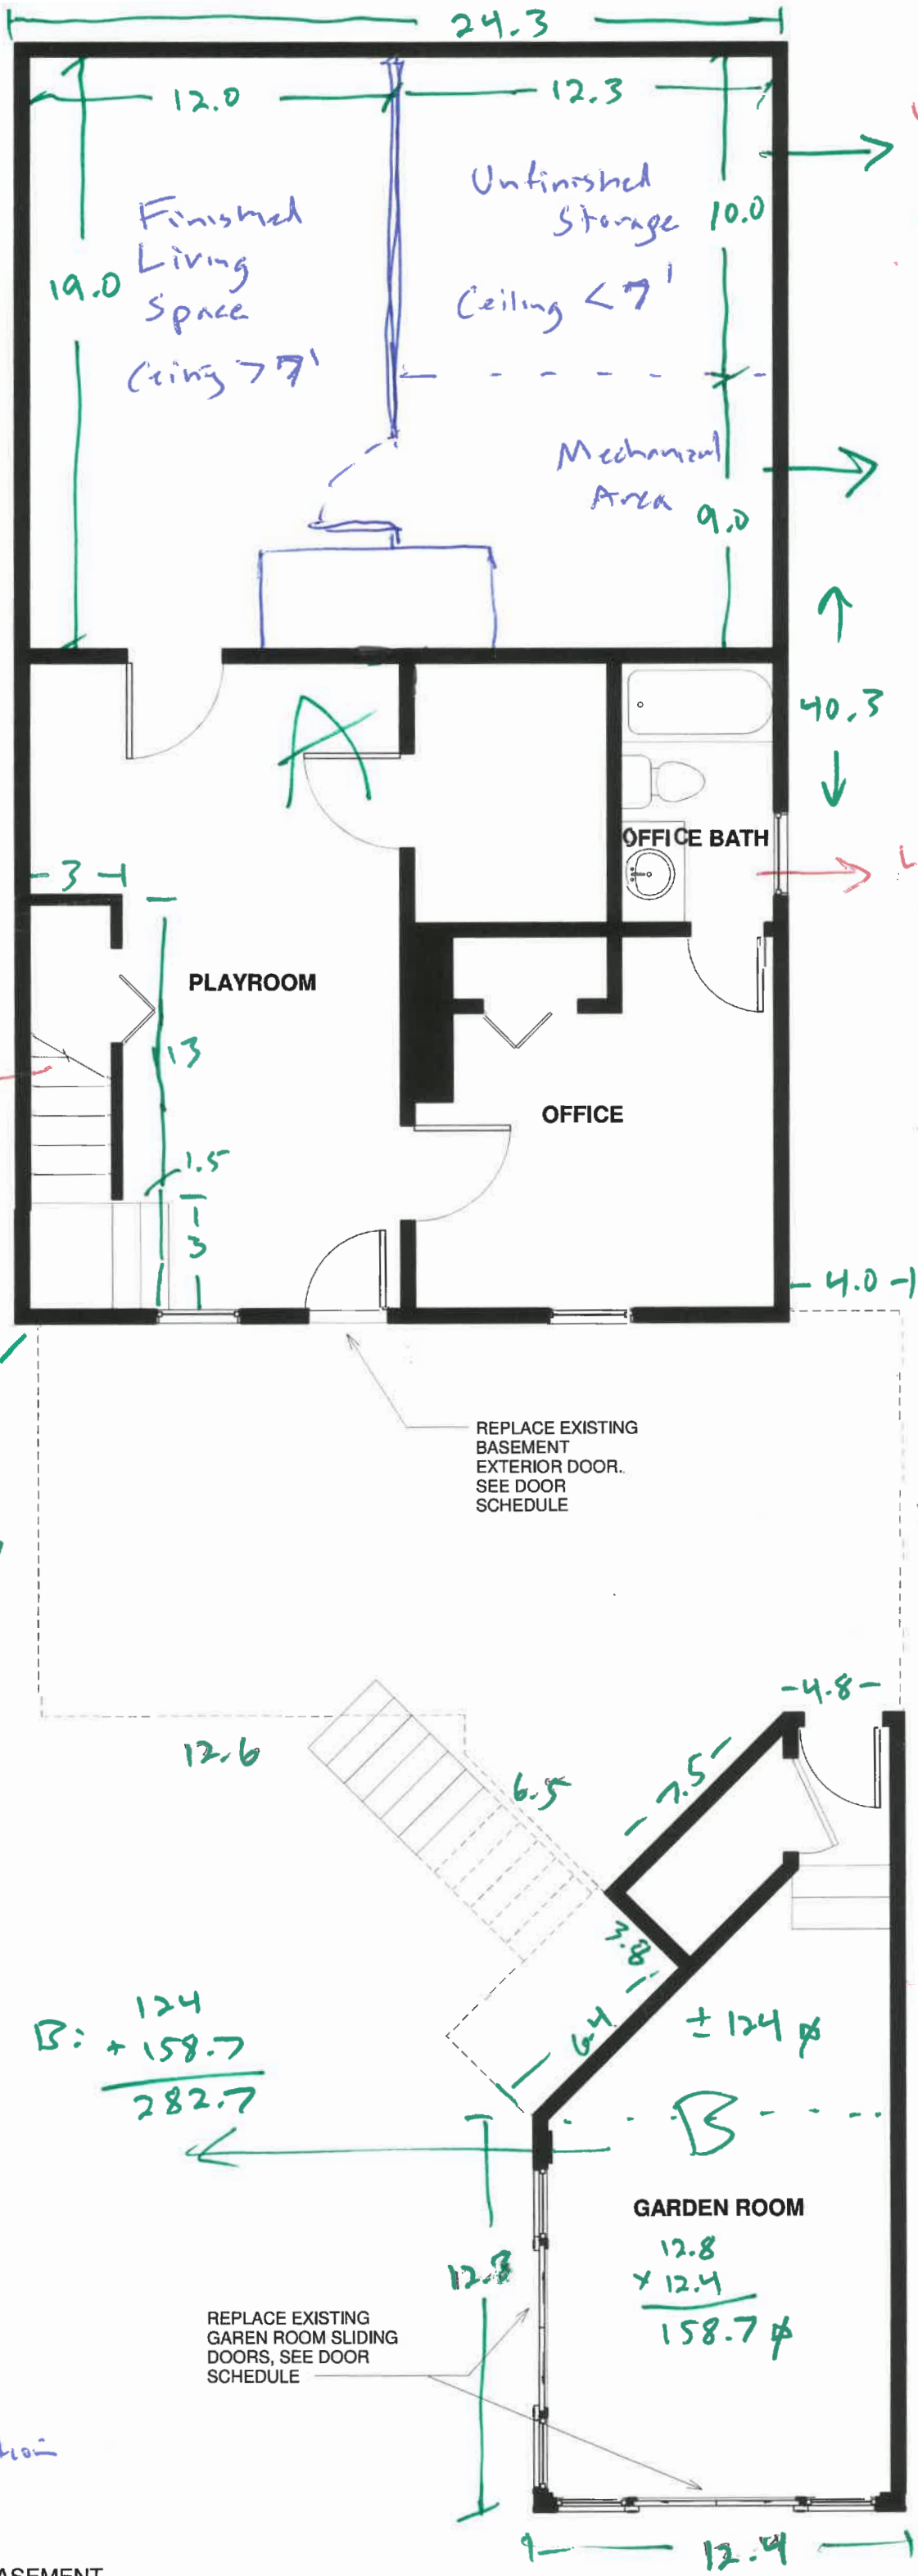 24.3
12.0
12.3
Finished
Living
Space
Ceiling >7'
19.0
Unfinished
Storage
Ceiling <7'
10.0
Mechanical
Area
9.0
40.3
A
OFFICE BATH
3
PLAYROOM
13
1.5
3
OFFICE
4.0
REPLACE EXISTING
BASEMENT
EXTERIOR DOOR.
SEE DOOR
SCHEDULE
4.8
12.6
6.5
7.5
3.8
6.4
± 124
B:
124
+ 158.7
282.7
B
GARDEN ROOM
12.8
x 12.4
158.7
12.8
REPLACE EXISTING
GAREN ROOM SLIDING
DOORS, SEE DOOR
SCHEDULE
12.4